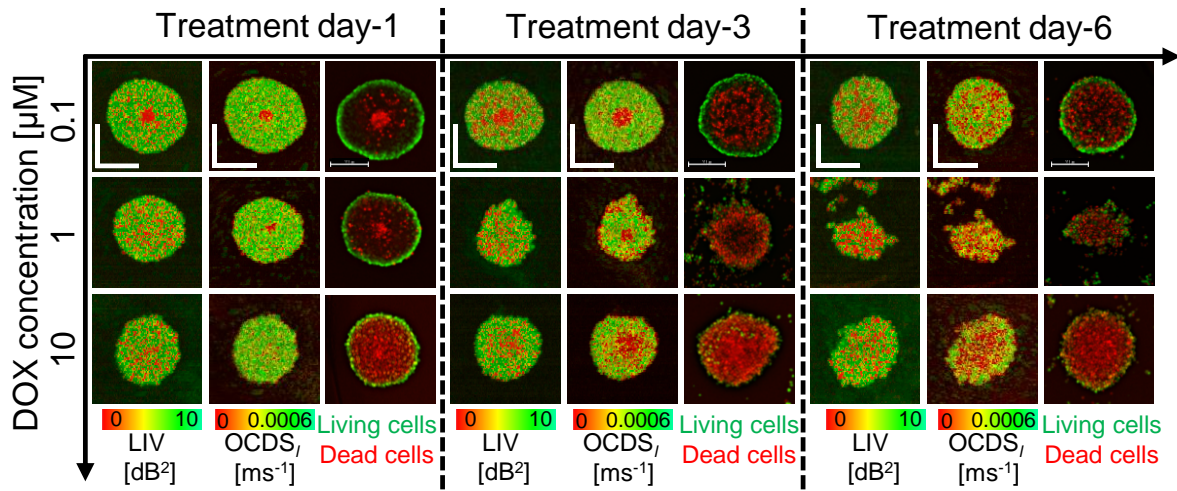 Treatment day-1
Treatment day-3
Treatment day-6
DOX concentration [µM]
0.1
1
10
0 10
LIV
[dB²]
0 0.0006
OCDSₗ
[ms⁻¹]
Living cells
Dead cells
0 10
LIV
[dB²]
0 0.0006
OCDSₗ
[ms⁻¹]
Living cells
Dead cells
0 10
LIV
[dB²]
0 0.0006
OCDSₗ
[ms⁻¹]
Living cells
Dead cells